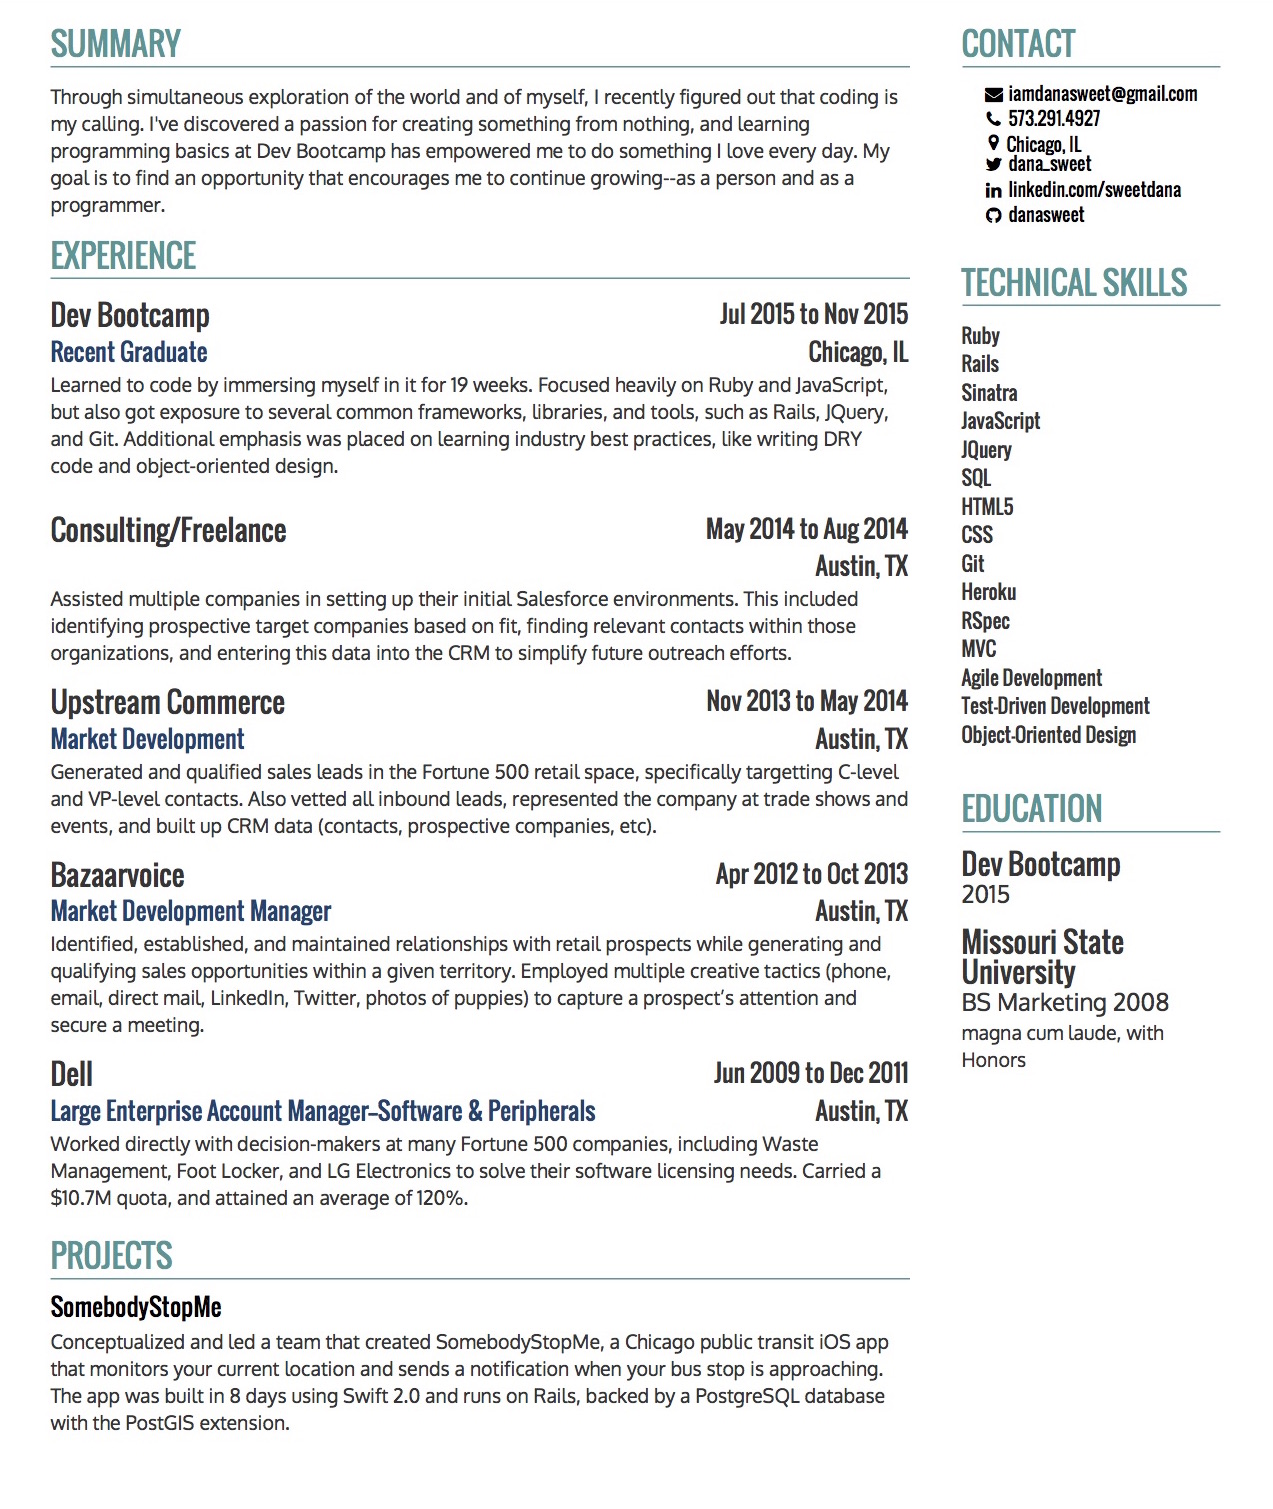 SUMMARY
Through simultaneous exploration of the world and of myself, I recently figured out that coding is
my calling. I've discovered a passion for creating something from nothing, and learning
programming basics at Dev Bootcamp has empowered me to do something I love every day. My
goal is to find an opportunity that encourages me to continue growing--as a person and as a
programmer.
EXPERIENCE
Dev Bootcamp Jul 2015 to Nov 2015
Recent Graduate Chicago, IL
Learned to code by immersing myself in it for 19 weeks. Focused heavily on Ruby and JavaScript,
but also got exposure to several common frameworks, libraries, and tools, such as Rails, JQuery,
and Git. Additional emphasis was placed on learning industry best practices, like writing DRY
code and object-oriented design.
Consulting/Freelance May 2014 to Aug 2014
Austin, TX
Assisted multiple companies in setting up their initial Salesforce environments. This included
identifying prospective target companies based on fit, finding relevant contacts within those
organizations, and entering this data into the CRM to simplify future outreach efforts.
Upstream Commerce Nov 2013 to May 2014
Market Development Austin, TX
Generated and qualified sales leads in the Fortune 500 retail space, specifically targetting C-level
and VP-level contacts. Also vetted all inbound leads, represented the company at trade shows and
events, and built up CRM data (contacts, prospective companies, etc).
Bazaarvoice Apr 2012 to Oct 2013
Market Development Manager Austin, TX
Identified, established, and maintained relationships with retail prospects while generating and
qualifying sales opportunities within a given territory. Employed multiple creative tactics (phone,
email, direct mail, LinkedIn, Twitter, photos of puppies) to capture a prospect's attention and
secure a meeting.
Dell Jun 2009 to Dec 2011
Large Enterprise Account Manager–Software & Peripherals Austin, TX
Worked directly with decision-makers at many Fortune 500 companies, including Waste
Management, Foot Locker, and LG Electronics to solve their software licensing needs. Carried a
$10.7M quota, and attained an average of 120%.
PROJECTS
SomebodyStopMe
Conceptualized and led a team that created SomebodyStopMe, a Chicago public transit iOS app
that monitors your current location and sends a notification when your bus stop is approaching.
The app was built in 8 days using Swift 2.0 and runs on Rails, backed by a PostgreSQL database
with the PostGIS extension.
CONTACT
iamdanasweet@gmail.com
573.291.4927
Chicago, IL
dana_sweet
linkedin.com/sweetdana
danasweet
TECHNICAL SKILLS
Ruby
Rails
Sinatra
JavaScript
JQuery
SQL
HTML5
CSS
Git
Heroku
RSpec
MVC
Agile Development
Test-Driven Development
Object-Oriented Design
EDUCATION
Dev Bootcamp
2015
Missouri State
University
BS Marketing 2008
magna cum laude, with
Honors